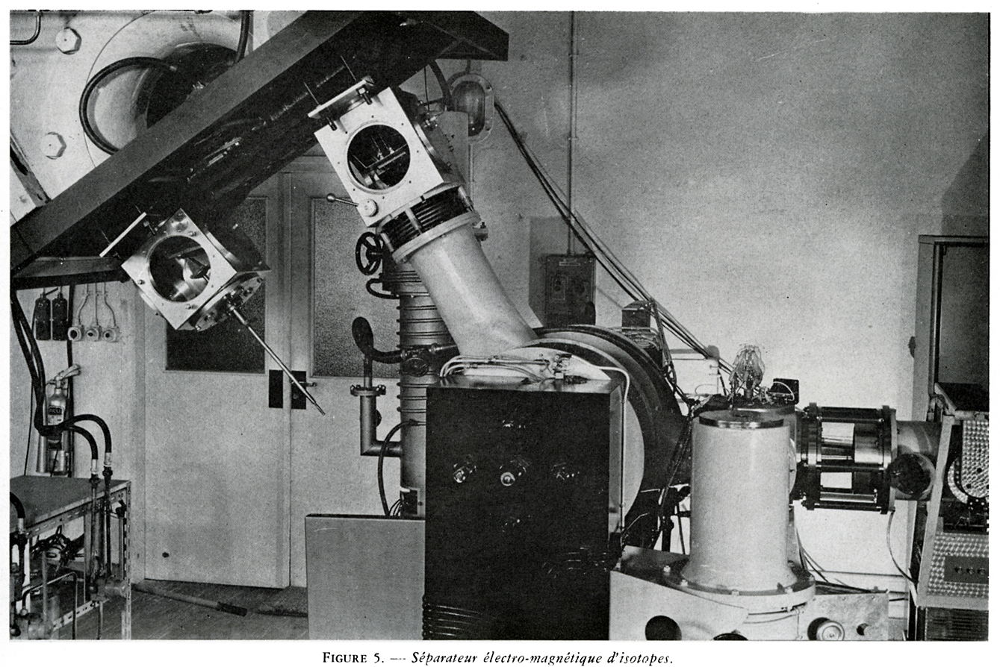 FIGURE 5. — Séparateur électro-magnétique d'isotopes.